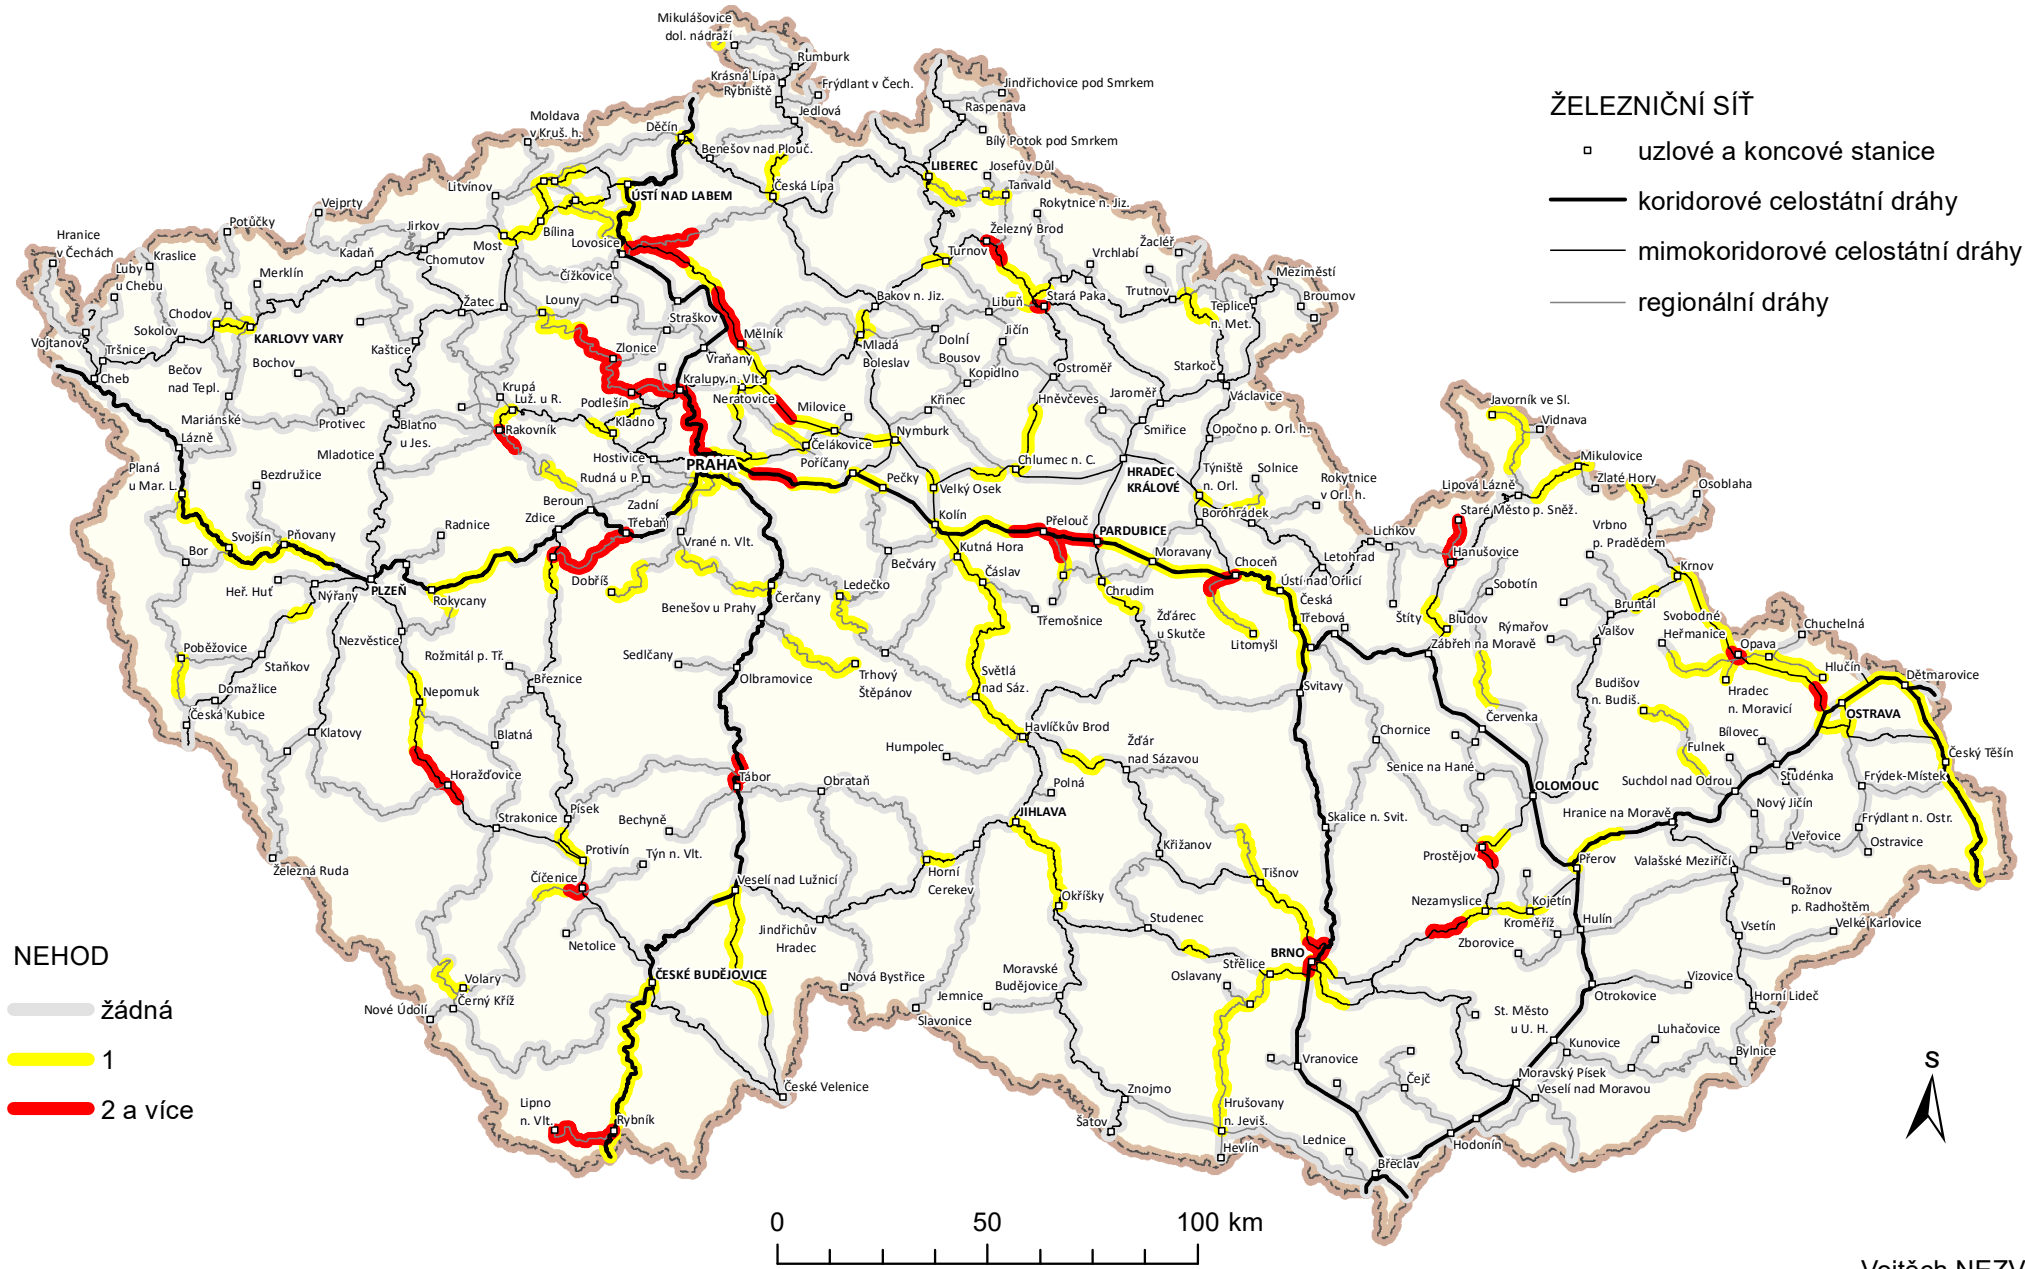 Mikulášovice
dol. nádraží
Rumburk
Krásná Lípa
Rybniště
Frýdlant v Čech.
Jedlová
Jindřichovice pod Smrkem
Raspenava
Bílý Potok pod Smrkem
Moldava
v Kruš. h.
Děčín
Benešov nad Plouč.
LIBEREC
Josefův Důl
Tanvald
Rokytnice n. Jiz.
Litvínov
ÚSTÍ NAD LABEM
Česká Lípa
Vejprty
Potůčky
Jirkov
Most
Bílina
Lovosice
Železný Brod
Žacléř
Vrchlabí
Hranice
v Čechách
Kraslice
Luby
u Chebu
Merklín
Kadaň
Chomutov
Čížkovice
Turnov
Meziměstí
Trutnov
Teplice
n. Met.
Broumov
Chodov
Sokolov
KARLOVY VARY
Žatec
Louny
Straškov
Bakov n. Jiz.
Libuň
Stará Paka
Vojtanov
Tršnice
Cheb
Bečov
nad Tepl.
Bochov
Kaštice
Zlonice
Vraňany
Mělník
Mladá
Boleslav
Dolní
Bousov
Jičín
Kopidlno
Ostroměř
Starkoč
Mariánské
Lázně
Protivec
Blatno
u Jes.
Krupá
Luž. u R.
Podlešín
Kralupy n. Vlt.
Neratovice
Milovice
Křinec
Hněvčeves
Jaroměř
Václavice
Smiřice
Rakovník
Kladno
Čelákovice
Nymburk
Opočno p. Orl. h.
Planá
u Mar. L.
Bezdružice
Mladotice
Hostivice
PRAHA
Rudná u P.
Poříčany
Pečky
Chlumec n. C.
HRADEC
KRÁLOVÉ
Týniště
n. Orl.
Solnice
Rokytnice
v Orl. h.
Velký Osek
Javorník ve Sl.
Vidnava
Mikulovice
Lipová Lázně
Zlaté Hory
Osoblaha
Staré Město p. Sněž.
Beroun
Zdice
Zadní
Třebaň
Radnice
Kolín
Přelouč
PARDUBICE
Borohrádek
Lichkov
Vrbno
p. Pradědem
Bor
Svojšín
Pňovany
Vrané n. Vlt.
Kutná Hora
Moravany
Choceň
Letohrad
Hanušovice
Krnov
Heř. Huť
Nýřany
PLZEŇ
Rokycany
Dobříš
Benešov u Prahy
Čerčany
Ledečko
Bečváry
Čáslav
Chrudim
Ústí nad Orlicí
Česká
Třebová
Štíty
Sobotín
Bruntál
Svobodné
Heřmanice
Třemošnice
Žďárec
u Skutče
Litomyšl
Bludov
Rýmařov
Zábřeh na Moravě
Valšov
Opava
Chuchelná
Poběžovice
Nezvěstice
Rožmitál p. Tř.
Sedlčany
Staňkov
Olbramovice
Trhový
Štěpánov
Světlá
nad Sáz.
Svitavy
Budišov
n. Budiš.
Hlučín
Hradec
n. Moravicí
Dětmarovice
OSTRAVA
Domažlice
Česká Kubice
Nepomuk
Březnice
Červenka
Klatovy
Blatná
Humpolec
Havlíčkův Brod
Žďár
nad Sázavou
Chornice
Bílovec
Fulnek
Český Těšín
Horažďovice
Tábor
Obrataň
Polná
Senice na Hané
OLOMOUC
Suchdol nad Odrou
Studénka
Frýdek-Místek
Strakonice
Písek
Bechyně
JIHLAVA
Skalice n. Svit.
Hranice na Moravě
Nový Jičín
Frýdlant n. Ostr.
Železná Ruda
Protivín
Týn n. Vlt.
Křižanov
Prostějov
Přerov
Valašské Meziříčí
Veřovice
Ostravice
Číčenice
Veselí nad Lužnicí
Horní
Cerekev
Tišnov
Rožnov
p. Radhoštěm
Okříšky
Nezamyslice
Kojetín
Kroměříž
Hulín
Netolice
Jindřichův
Hradec
Studenec
Zborovice
Vsetín
Velké Karlovice
NEHOD
Volary
ČESKÉ BUDĚJOVICE
Nová Bystřice
Moravské
Budějovice
Střelice
BRNO
Oslavany
žádná
Nové Údolí
Černý Kříž
Slavonice
Jemnice
Otrokovice
Vizovice
Horní Lideč
St. Město
u U. H.
Luhačovice
1
Kunovice
Bylnice
Vranovice
Čejč
Moravský Písek
Veselí nad Moravou
2 a více
České Velenice
Lipno
n. Vlt.
Rybník
Znojmo
Šatov
Hrušovany
n. Jeviš.
Hevlín
Lednice
Hodonín
Břeclav
ŽELEZNIČNÍ SÍŤ
uzlové a koncové stanice
koridorové celostátní dráhy
mimokoridorové celostátní dráhy
regionální dráhy
S
0 50 100 km